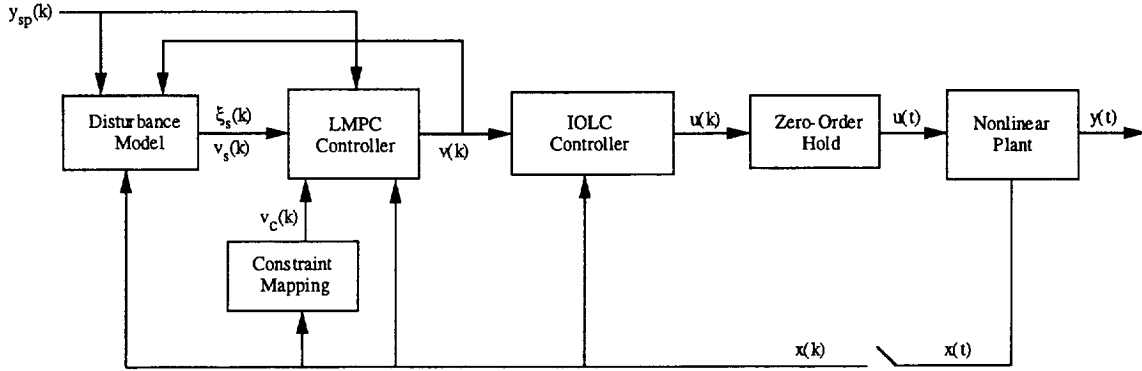 y_sp(k)
Disturbance
Model
ξ_s(k)
v_s(k)
LMPC
Controller
v(k)
IOLC
Controller
u(k)
Zero-Order
Hold
u(t)
Nonlinear
Plant
y(t)
v_c(k)
Constraint
Mapping
x(k)
x(t)